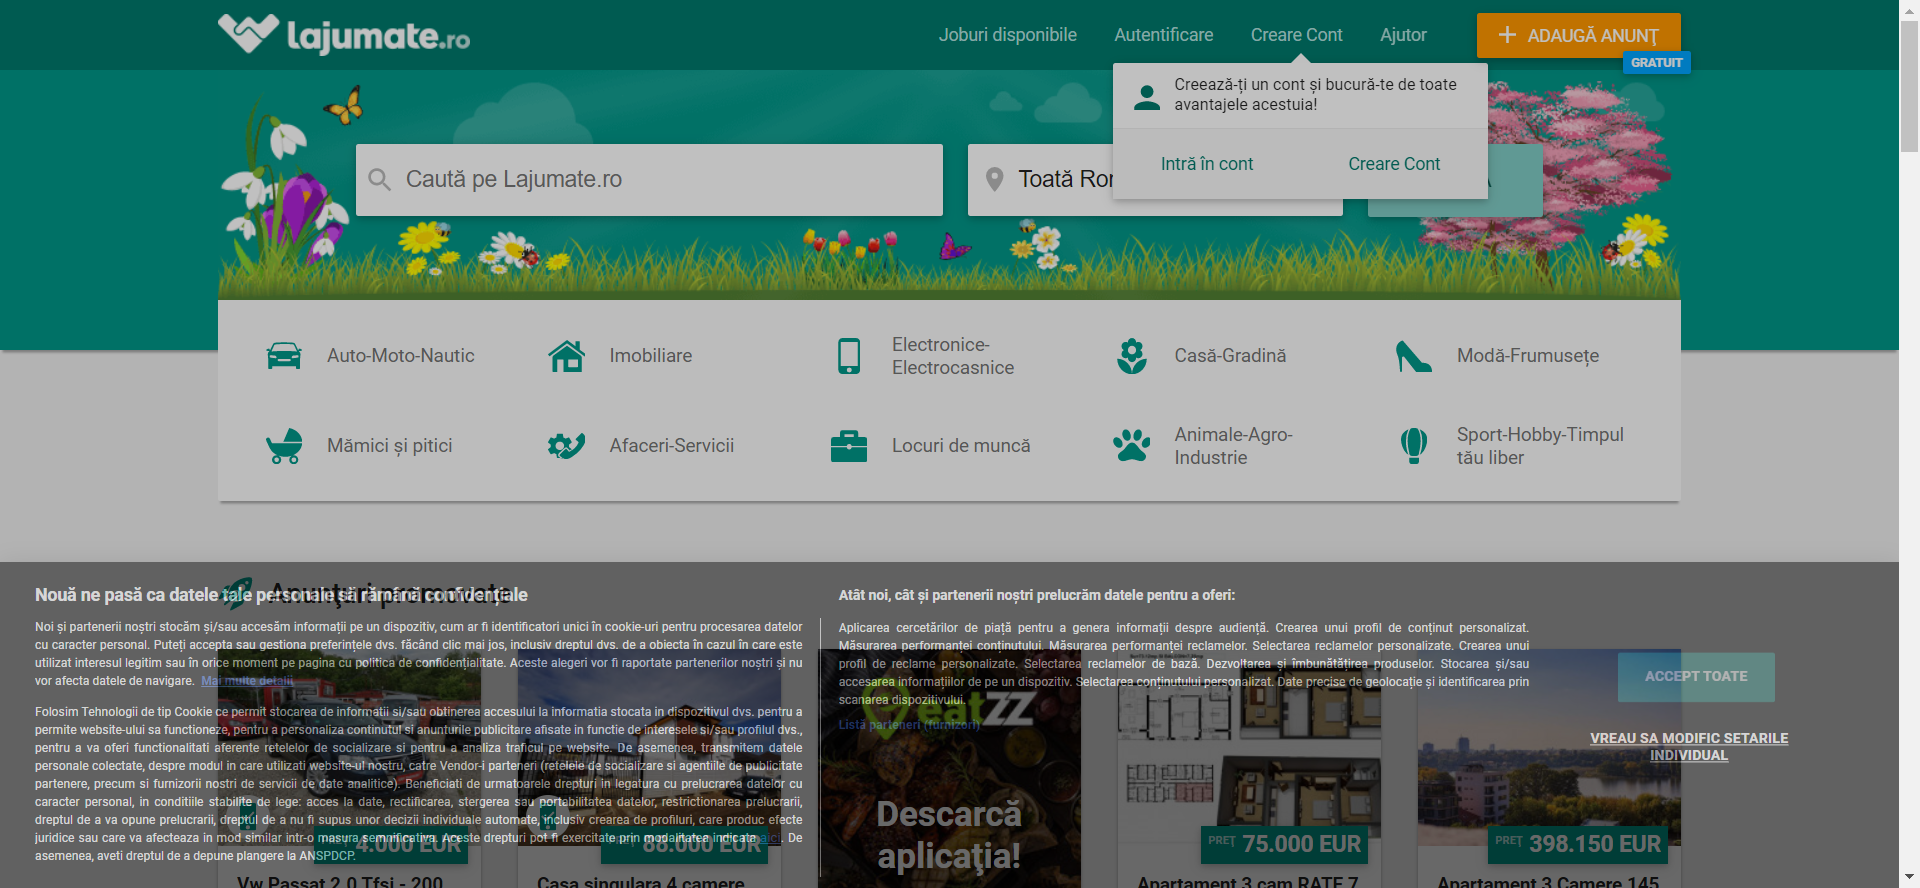 Lajumate.ro
Joburi disponibile
Autentificare
Creare Cont
Ajutor
ADAUGĂ ANUNȚ
GRATUIT
Creează-ți un cont și bucură-te de toate
avantajele acestuia!
Intră în cont
Creare Cont
Caută pe Lajumate.ro
Toată Ror
Auto-Moto-Nautic
Imobiliare
Electronice-
Electrocasnice
Casă-Gradină
Modă-Frumusețe
Mămici și pitici
Afaceri-Servicii
Locuri de muncă
Animale-Agro-
Industrie
Sport-Hobby-Timpul
tău liber
Anunțuri promovate
Nouă ne pasă ca datele tale personale să rămână confidențiale
Noi și partenerii noștri stocăm și/sau accesăm informații pe un dispozitiv, cum ar fi identificatori unici în cookie-uri pentru procesarea datelor
cu caracter personal. Puteți accepta sau gestiona preferințele dvs. făcând clic mai jos, inclusiv dreptul dvs. de a obiecta în cazul în care este
utilizat interesul legitim sau în orice moment pe pagina cu politica de confidențialitate. Aceste alegeri vor fi raportate partenerilor noștri și nu
vor afecta datele de navigare. Mai multe detalii
Folosim Tehnologii de tip Cookie ce permit stocarea de informatii si/sau obtinerea accesului la informatia stocata in dispozitivul dvs. pentru a
permite website-ului sa functioneze, pentru a personaliza continutul si anunturile publicitare afisate in functie de interesele si/sau profilul dvs.,
pentru a va oferi functionalitati aferente retelelor de socializare si pentru a analiza traficul pe website. De asemenea, transmitem datele
personale colectate, despre modul in care utilizati website-ul nostru, catre Vendor-i parteneri (retelele de socializare si agentiile de publicitate
partenere, precum si furnizorii nostri de servicii de date analitice). Beneficiati de urmatoarele drepturi in legatura cu prelucrarea datelor cu
caracter personal, in conditiile stabilite de lege: acces la date, rectificarea, stergerea sau portabilitatea datelor, restrictionarea prelucrarii,
dreptul de a va opune prelucrarii, dreptul de a nu fi supus unor decizii individuale automate, inclusiv crearea de profiluri, care produc efecte
juridice sau care va afecteaza in mod similar intr-o masura semnificativa. Aceste drepturi pot fi exercitate prin modalitatea indicata aici. De
asemenea, aveti dreptul de a depune plangere la ANSPDCP.
Atât noi, cât și partenerii noștri prelucrăm datele pentru a oferi:
Aplicarea cercetărilor de piață pentru a genera informații despre audiență. Crearea unui profil de conținut personalizat.
Măsurarea performanței conținutului. Măsurarea performanței reclamelor. Selectarea reclamelor personalizate. Crearea unui
profil de reclame personalizate. Selectarea reclamelor de bază. Dezvoltarea și îmbunătățirea produselor. Stocarea și/sau
accesarea informațiilor de pe un dispozitiv. Selectarea conținutului personalizat. Date precise de geolocație și identificarea prin
scanarea dispozitivului.
Listă parteneri (furnizori)
ACCEPT TOATE
VREAU SA MODIFIC SETARILE
INDIVIDUAL
eatzz
Descarcă
aplicația!
4.000 EUR
88.000 EUR
PREȚ 75.000 EUR
PREȚ 398.150 EUR
Vw Passat 2.0 Tfsi - 200
Casa singulara 4 camere
Apartament 3 cam RATE 7
Apartament 3 Camere 145